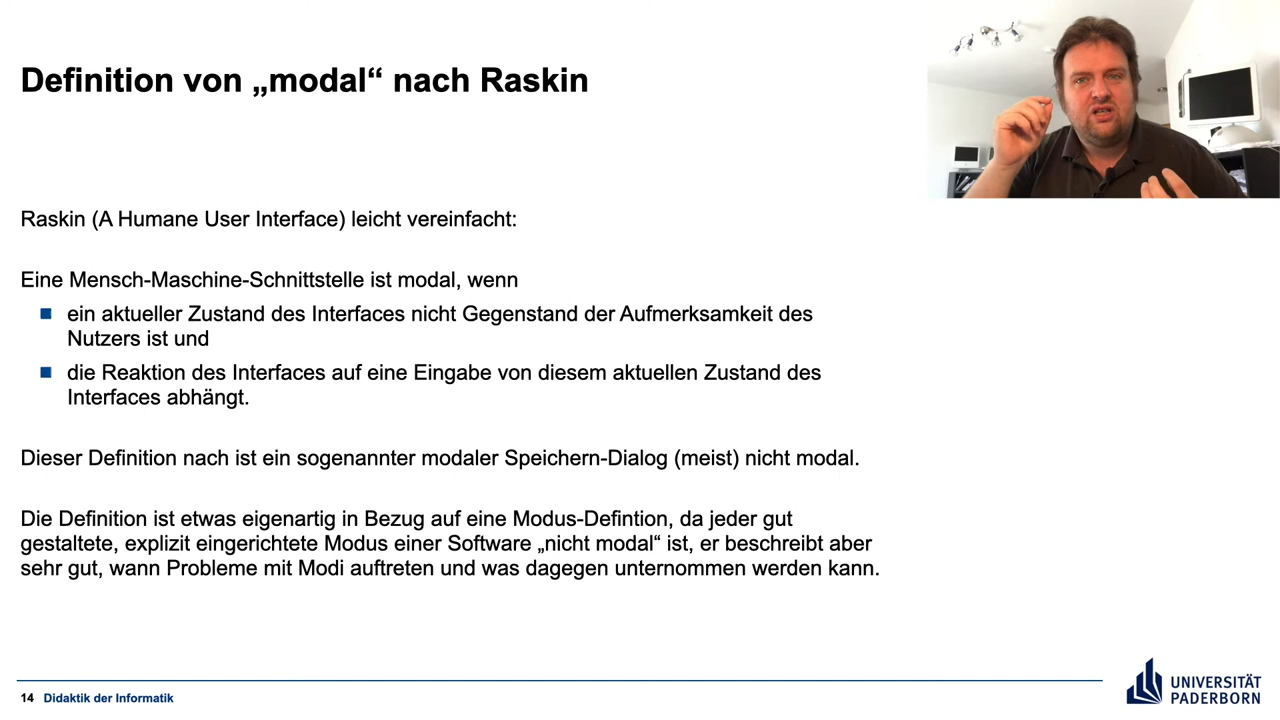 Definition von „modal“ nach Raskin
Raskin (A Humane User Interface) leicht vereinfacht:
Eine Mensch-Maschine-Schnittstelle ist modal, wenn
ein aktueller Zustand des Interfaces nicht Gegenstand der Aufmerksamkeit des
Nutzers ist und
die Reaktion des Interfaces auf eine Eingabe von diesem aktuellen Zustand des
Interfaces abhängt.
Dieser Definition nach ist ein sogenannter modaler Speichern-Dialog (meist) nicht modal.
Die Definition ist etwas eigenartig in Bezug auf eine Modus-Defintion, da jeder gut
gestaltete, explizit eingerichtete Modus einer Software „nicht modal“ ist, er beschreibt aber
sehr gut, wann Probleme mit Modi auftreten und was dagegen unternommen werden kann.
14 Didaktik der Informatik
UNIVERSITÄT
PADERBORN